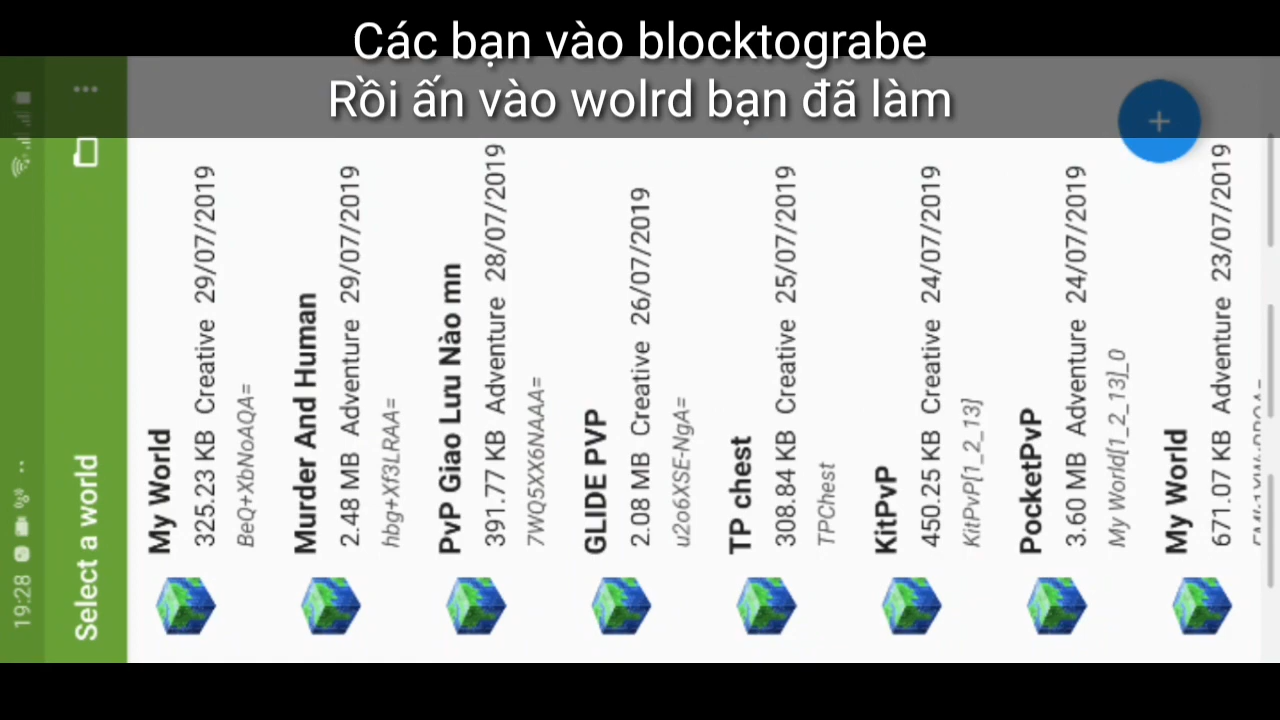 Các bạn vào blocktograbe
Rồi ấn vào wolrd bạn đã làm
19:28
Select a world
My World
325.23 KB Creative 29/07/2019
BeQ+XbNoAQA=
Murder And Human
2.48 MB Adventure 29/07/2019
hbg+Xf3LRAA=
PvP Giao Lưu Nào mn
391.77 KB Adventure 28/07/2019
7WQ5XX6NAAA=
GLIDE PVP
2.08 MB Creative 26/07/2019
u2o6XSE-NgA=
TP chest
308.84 KB Creative 25/07/2019
TPChest
KitPvP
450.25 KB Creative 24/07/2019
KitPvP[1_2_13]
PocketPvP
3.60 MB Adventure 24/07/2019
My World[1_2_13]_0
My World
671.07 KB Adventure 23/07/2019